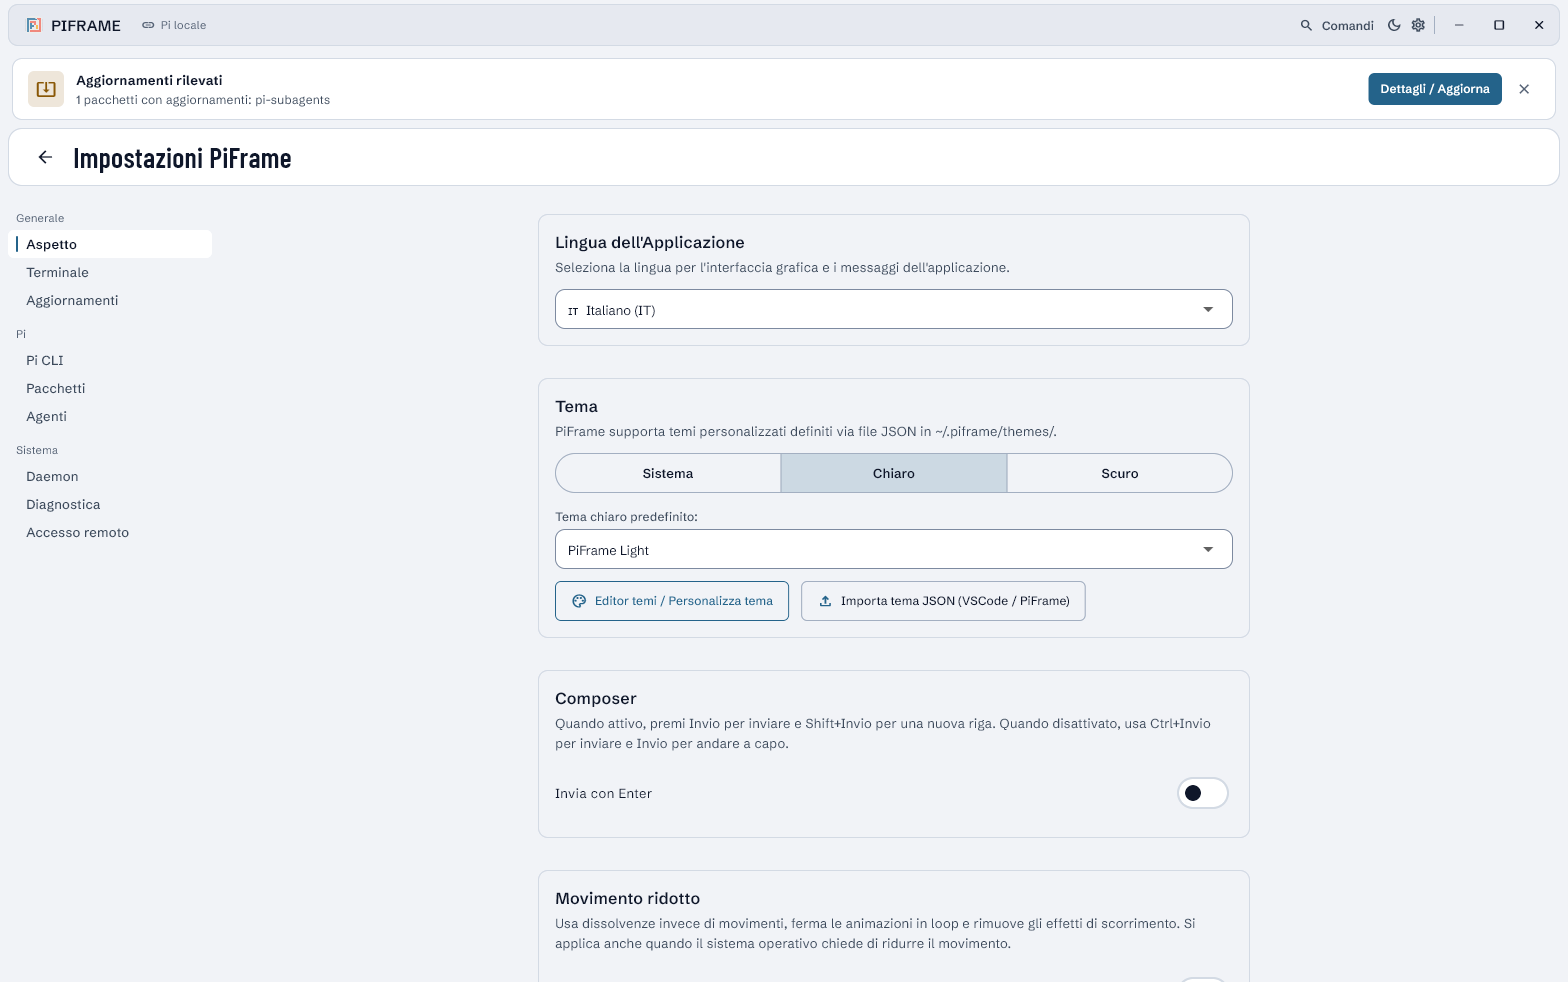 PIFRAME
Pi locale
Comandi
Aggiornamenti rilevati
1 pacchetti con aggiornamenti: pi-subagents
Dettagli / Aggiorna
Impostazioni PiFrame
Generale
Aspetto
Terminale
Aggiornamenti
Pi
Pi CLI
Pacchetti
Agenti
Sistema
Daemon
Diagnostica
Accesso remoto
Lingua dell'Applicazione
Seleziona la lingua per l'interfaccia grafica e i messaggi dell'applicazione.
IT Italiano (IT)
Tema
PiFrame supporta temi personalizzati definiti via file JSON in ~/.piframe/themes/.
Sistema
Chiaro
Scuro
Tema chiaro predefinito:
PiFrame Light
Editor temi / Personalizza tema
Importa tema JSON (VSCode / PiFrame)
Composer
Quando attivo, premi Invio per inviare e Shift+Invio per una nuova riga. Quando disattivato, usa Ctrl+Invio
per inviare e Invio per andare a capo.
Invia con Enter
Movimento ridotto
Usa dissolvenze invece di movimenti, ferma le animazioni in loop e rimuove gli effetti di scorrimento. Si
applica anche quando il sistema operativo chiede di ridurre il movimento.